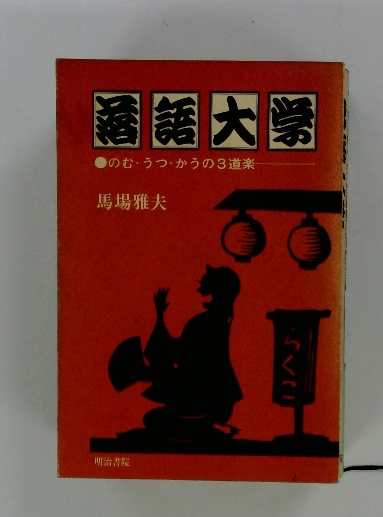 落語大学
●のむ・うつ・かうの3道楽
馬場雅夫
らくご
明治書院